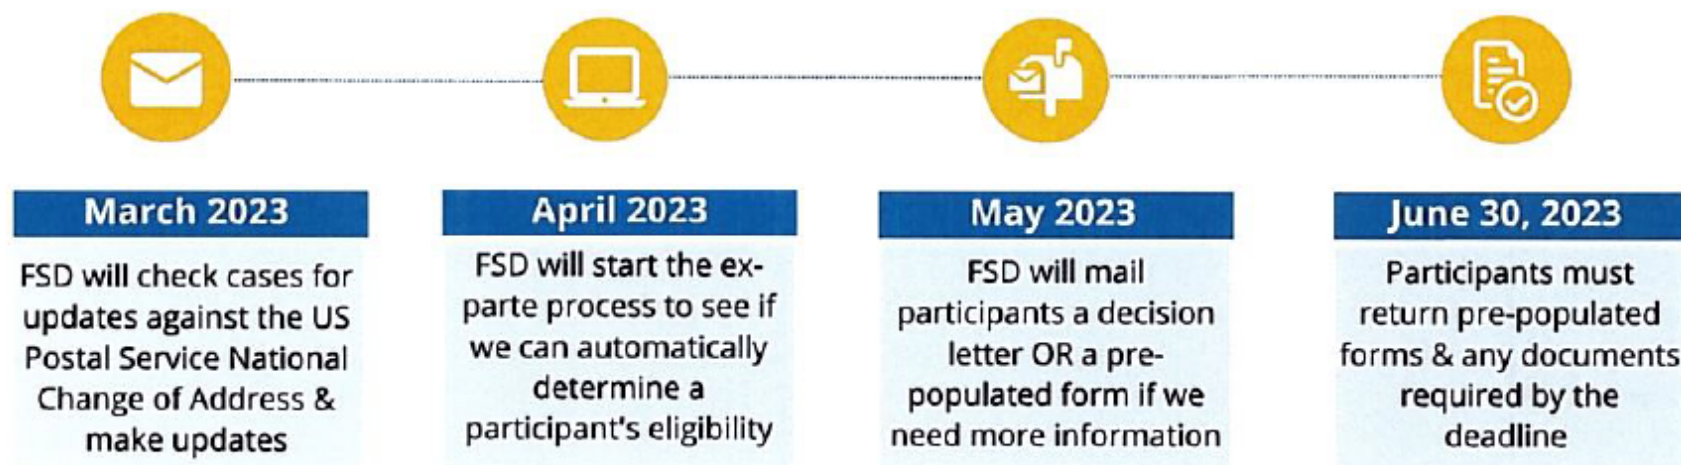 March 2023
FSD will check cases for
updates against the US
Postal Service National
Change of Address &
make updates
April 2023
FSD will start the ex-
parte process to see if
we can automatically
determine a
participant's eligibility
May 2023
FSD will mail
participants a decision
letter OR a pre-
populated form if we
need more information
June 30, 2023
Participants must
return pre-populated
forms & any documents
required by the
deadline